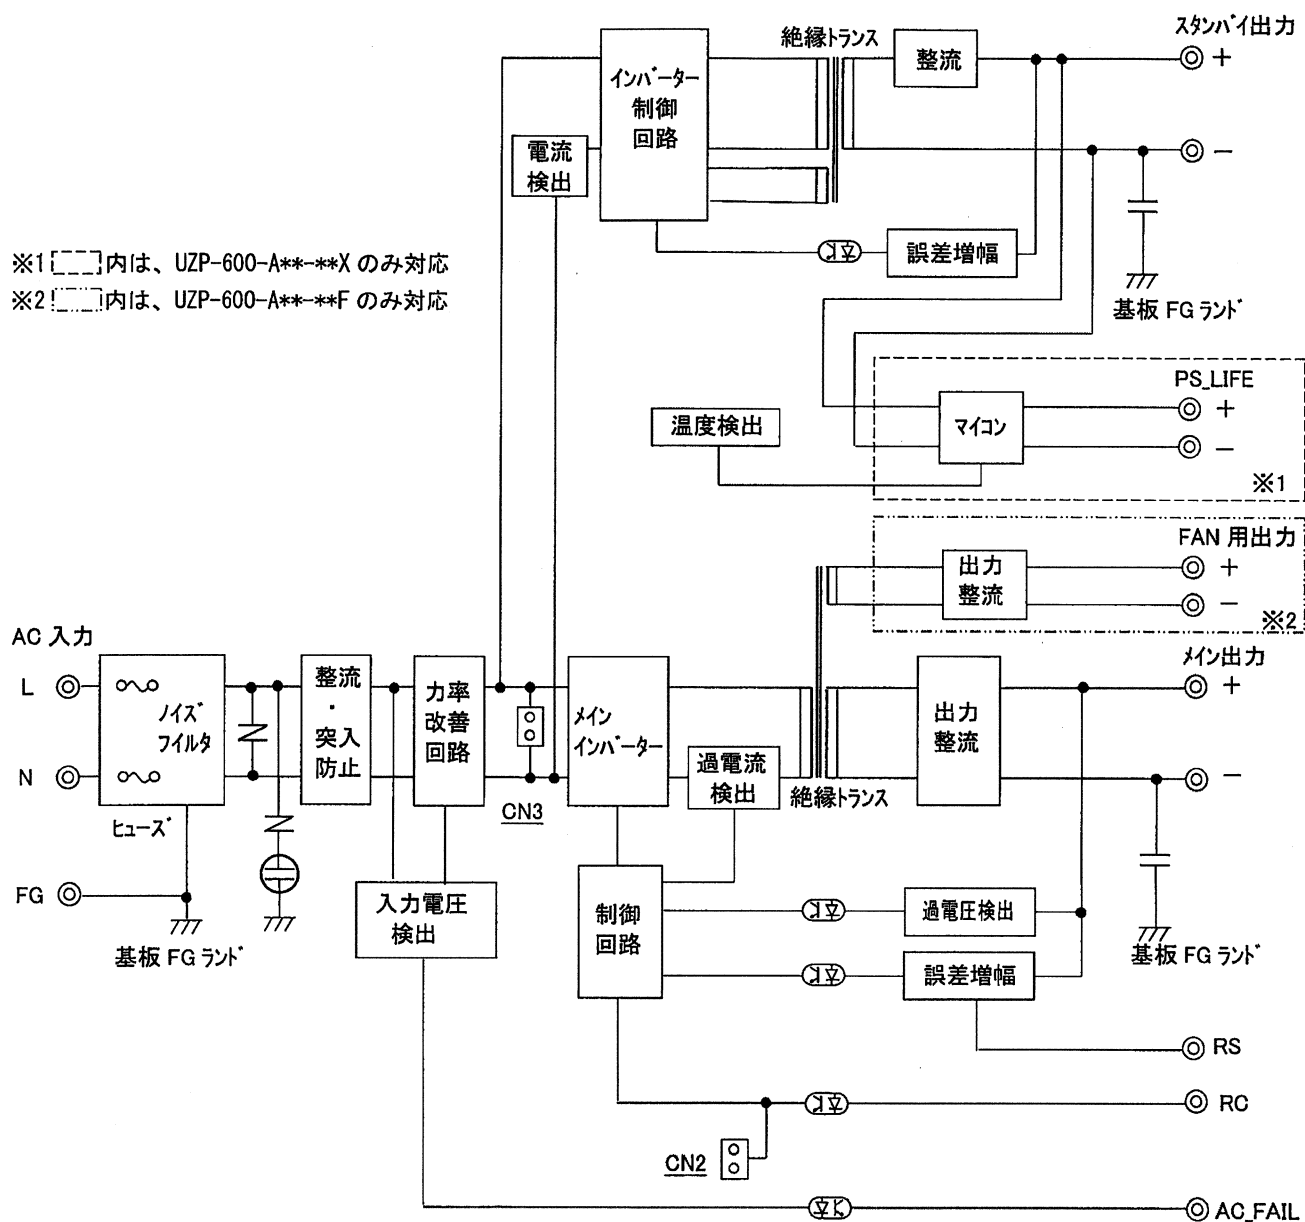 スタンバイ出力
絶縁トランス
整流
+
インバーター
制御
回路
電流
検出
−
誤差増幅
※1 内は、UZP-600-A**-**X のみ対応
※2 内は、UZP-600-A**-**F のみ対応
基板 FG ランド
PS_LIFE
+
温度検出
マイコン
−
※1
FAN 用出力
出力
整流
+
−
※2
AC 入力
メイン出力
L
ノイズ
フイルタ
整流
・
突入
防止
力率
改善
回路
メイン
インバーター
出力
整流
+
N
過電流
検出
−
ヒューズ
CN3
絶縁トランス
FG
基板 FG ランド
入力電圧
検出
制御
回路
過電圧検出
誤差増幅
基板 FG ランド
RS
RC
CN2
AC_FAIL